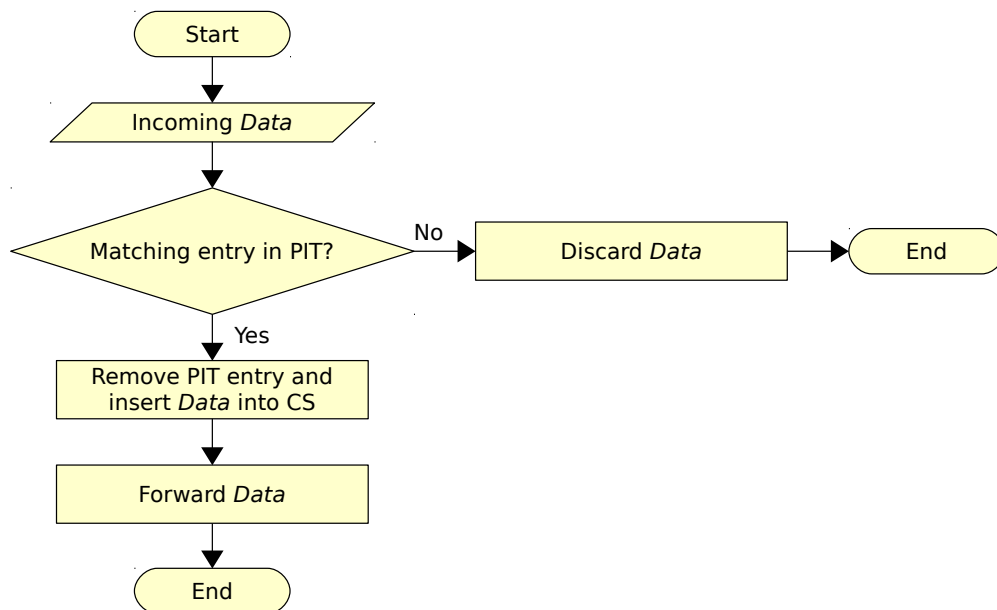 Start
Incoming Data
Matching entry in PIT?
No
Discard Data
End
Yes
Remove PIT entry and
insert Data into CS
Forward Data
End